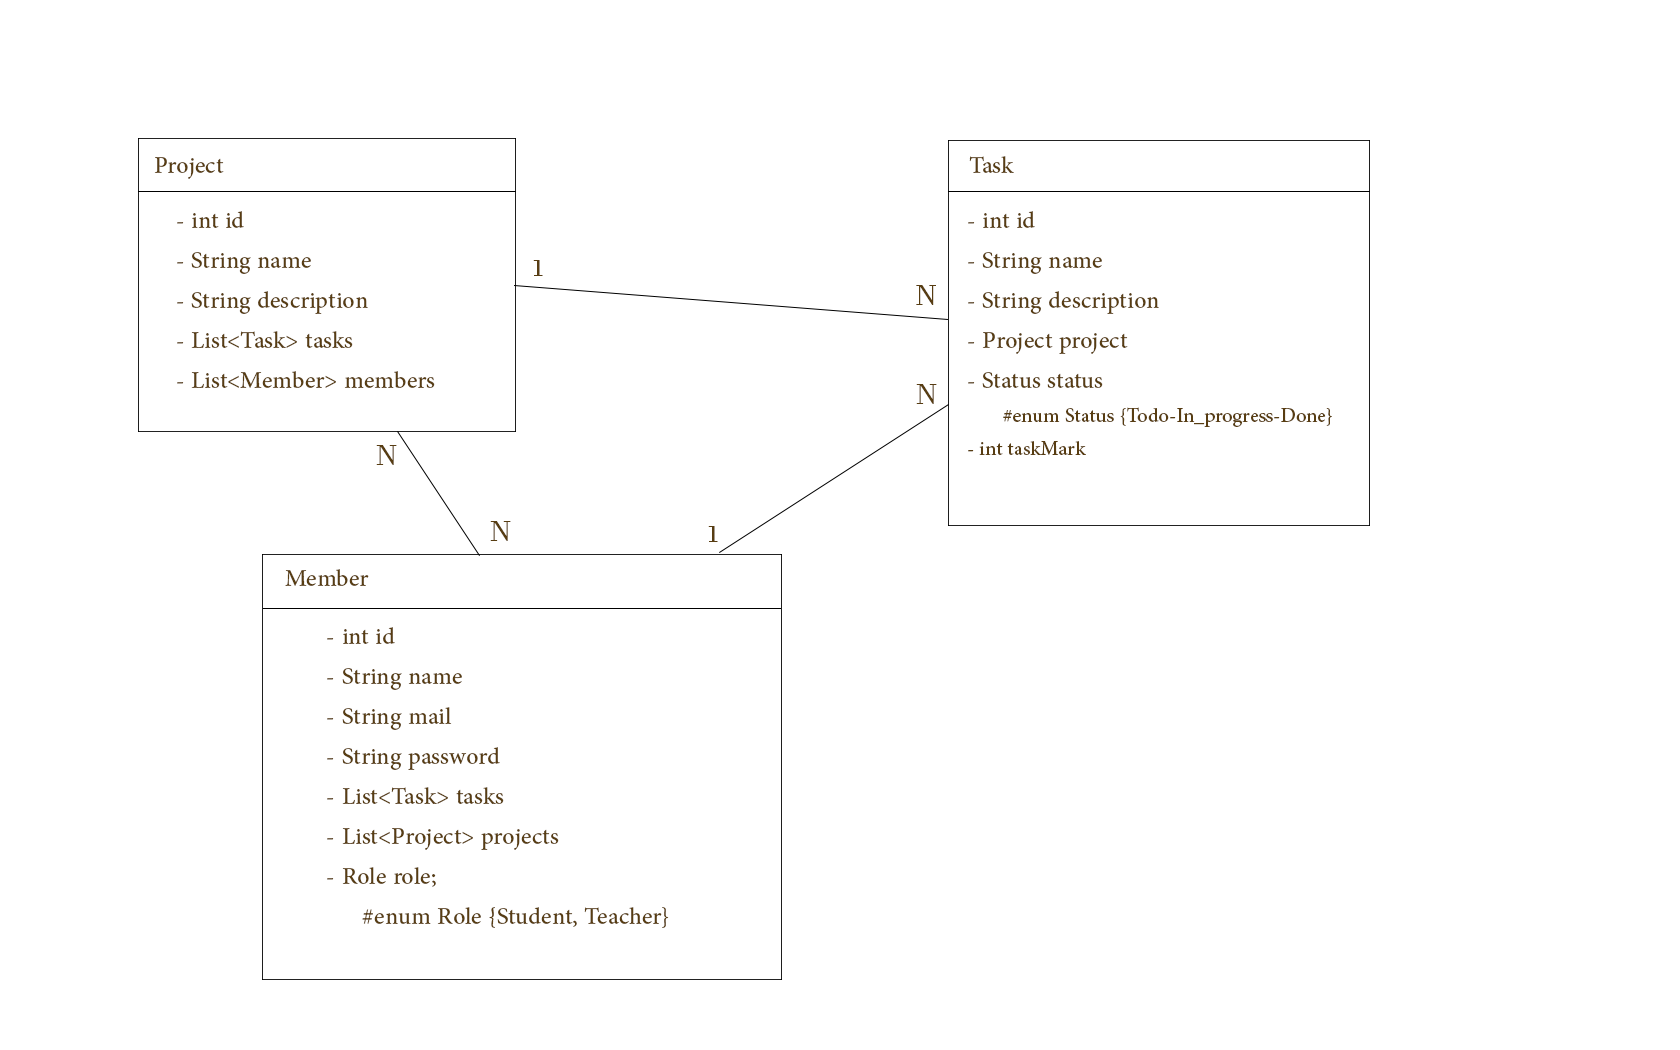 Project
- int id
- String name
- String description
- List<Task> tasks
- List<Member> members
1
N
Task
- int id
- String name
- String description
- Project project
- Status status
#enum Status {Todo-In_progress-Done}
- int taskMark
N
1
N
N
Member
- int id
- String name
- String mail
- String password
- List<Task> tasks
- List<Project> projects
- Role role;
#enum Role {Student, Teacher}